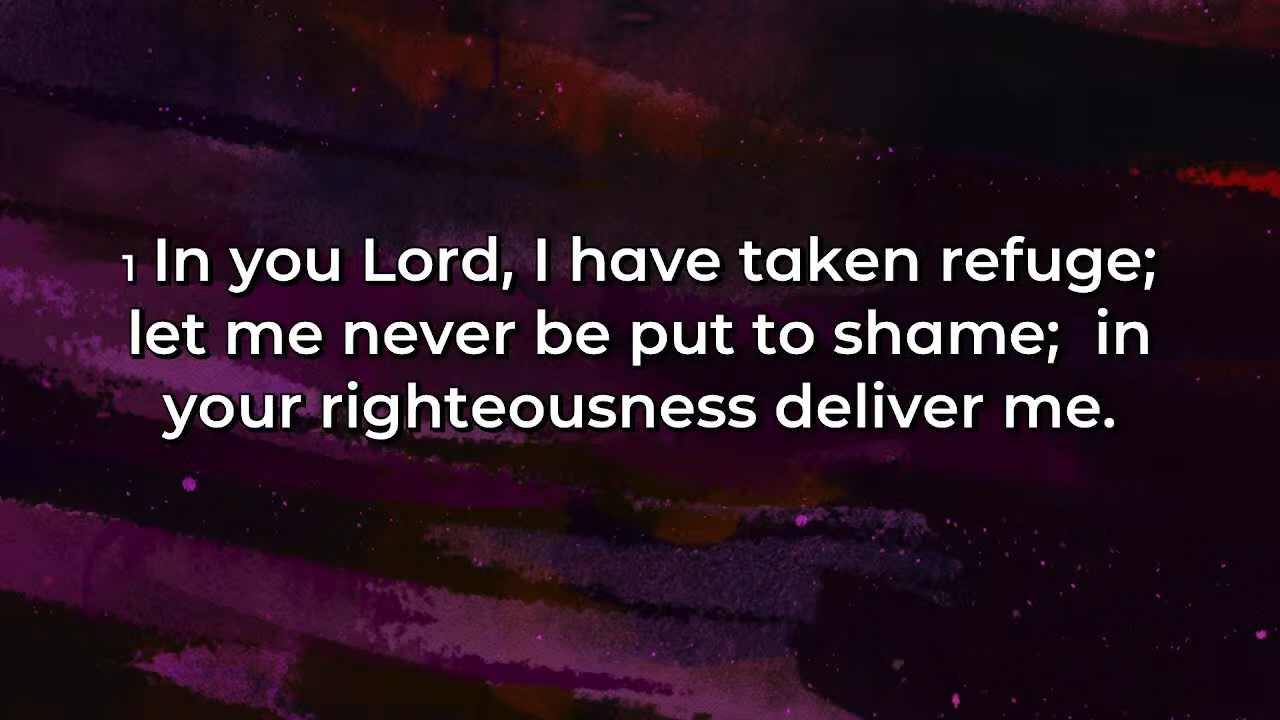 1 In you Lord, I have taken refuge;
let me never be put to shame;  in
your righteousness deliver me.